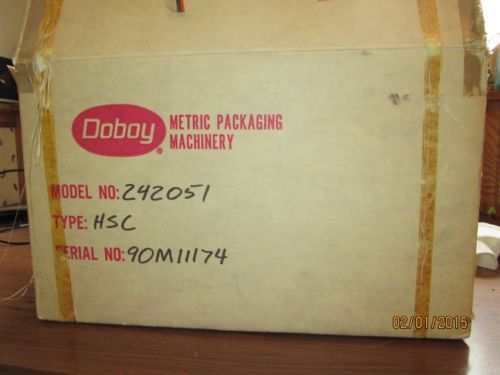 Doboy®
METRIC PACKAGING
MACHINERY
MODEL NO: 242051
TYPE: HSC
SERIAL NO: 90M11174
02/01/2015